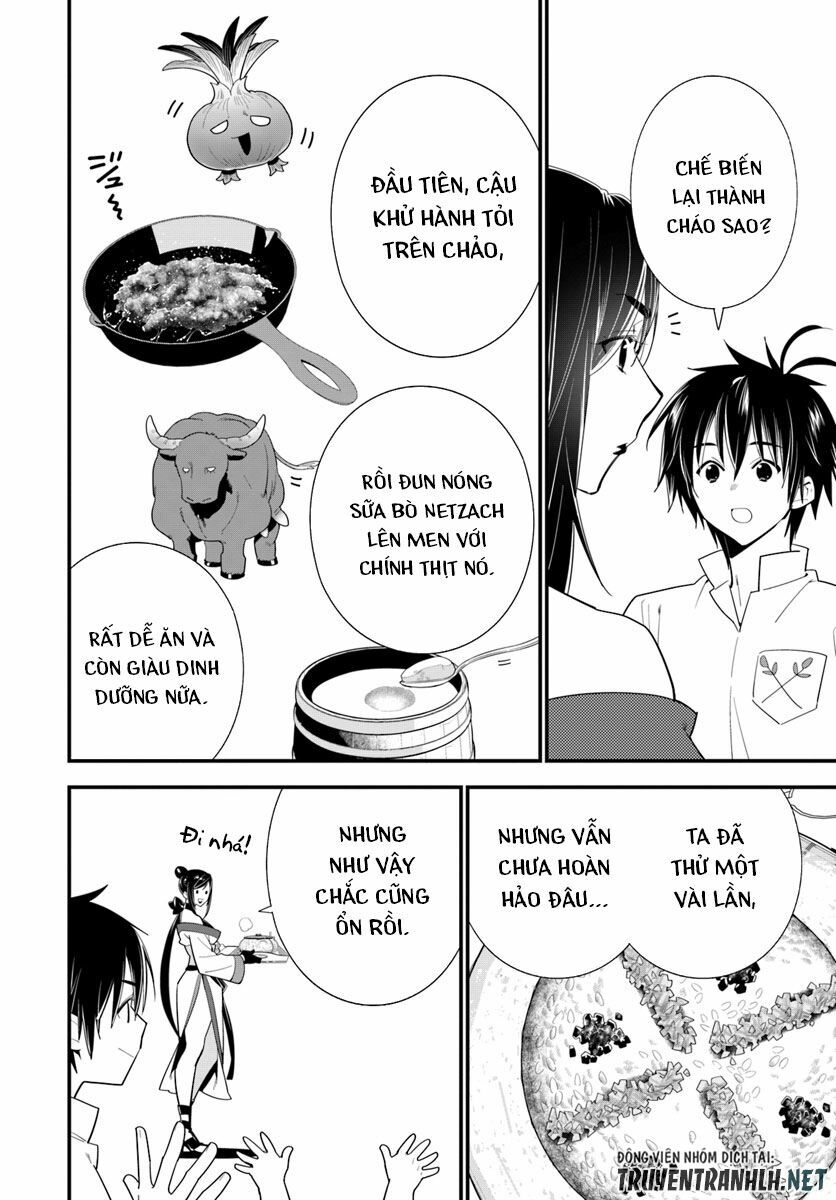 CHẾ BIẾN
LẠI THÀNH
CHÁO SAO?
ĐẦU TIÊN, CẬU
KHỬ HÀNH TỎI
TRÊN CHẢO,
ジュ〜
RỒI ĐUN NÓNG
SỮA BÒ NETZACH
LÊN MEN VỚI
CHÍNH THỊT NÓ.
RẤT DỄ ĂN VÀ
CÒN GIÀU DINH
DƯỠNG NỮA.
TA ĐÃ
THỬ MỘT
VÀI LẦN,
NHƯNG VẪN
CHƯA HOÀN
HẢO ĐÂU...
NHƯNG
NHƯ VẬY
CHẮC CŨNG
ỔN RỒI.
Đi nhá!
ĐỘNG VIÊN NHÓM DỊCH TẠI:
TRUYENTRANHLH.NET